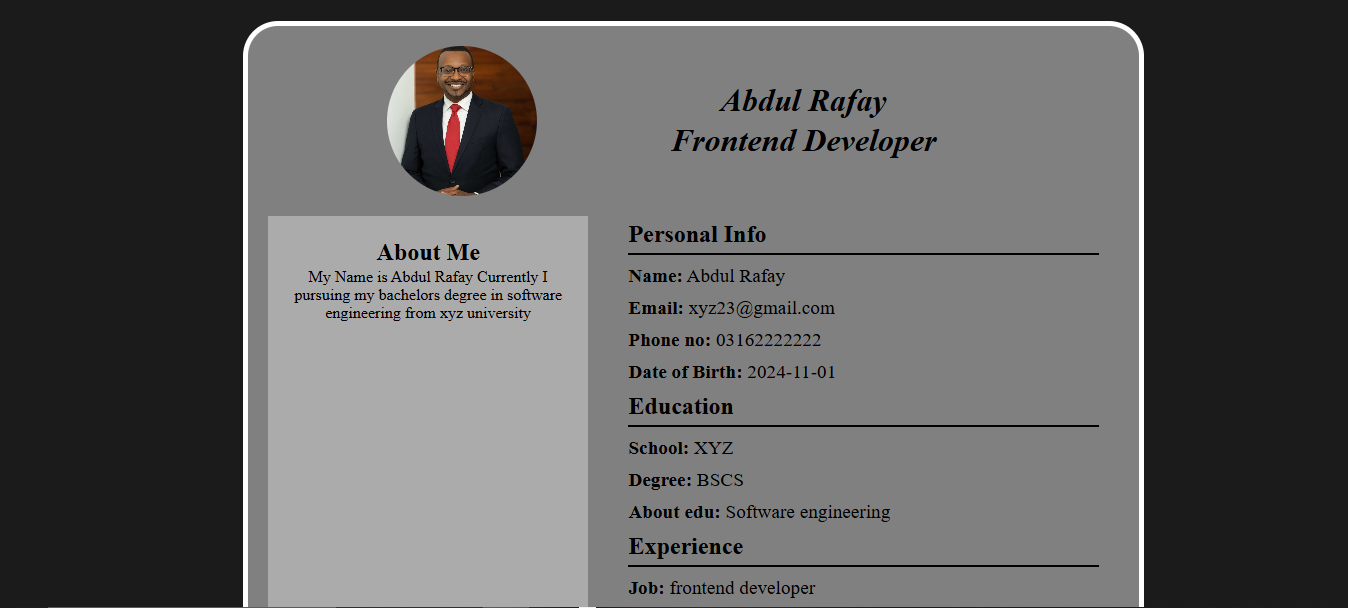 Abdul Rafay
Frontend Developer
About Me
My Name is Abdul Rafay Currently I
pursuing my bachelors degree in software
engineering from xyz university
Personal Info
Name: Abdul Rafay
Email: xyz23@gmail.com
Phone no: 03162222222
Date of Birth: 2024-11-01
Education
School: XYZ
Degree: BSCS
About edu: Software engineering
Experience
Job: frontend developer